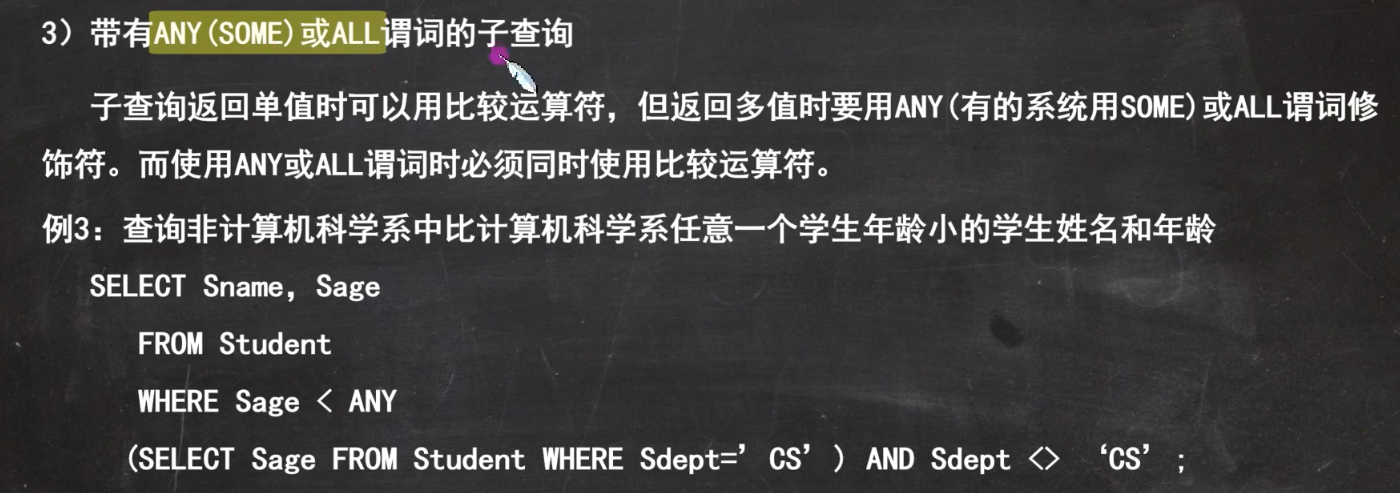 3）带有ANY(SOME)或ALL谓词的子查询
子查询返回单值时可以用比较运算符，但返回多值时要用ANY(有的系统用SOME)或ALL谓词修
饰符。而使用ANY或ALL谓词时必须同时使用比较运算符。
例3：查询非计算机科学系中比计算机科学系任意一个学生年龄小的学生姓名和年龄
SELECT Sname, Sage
FROM Student
WHERE Sage < ANY
(SELECT Sage FROM Student WHERE Sdept=’CS’) AND Sdept <> ‘CS’;